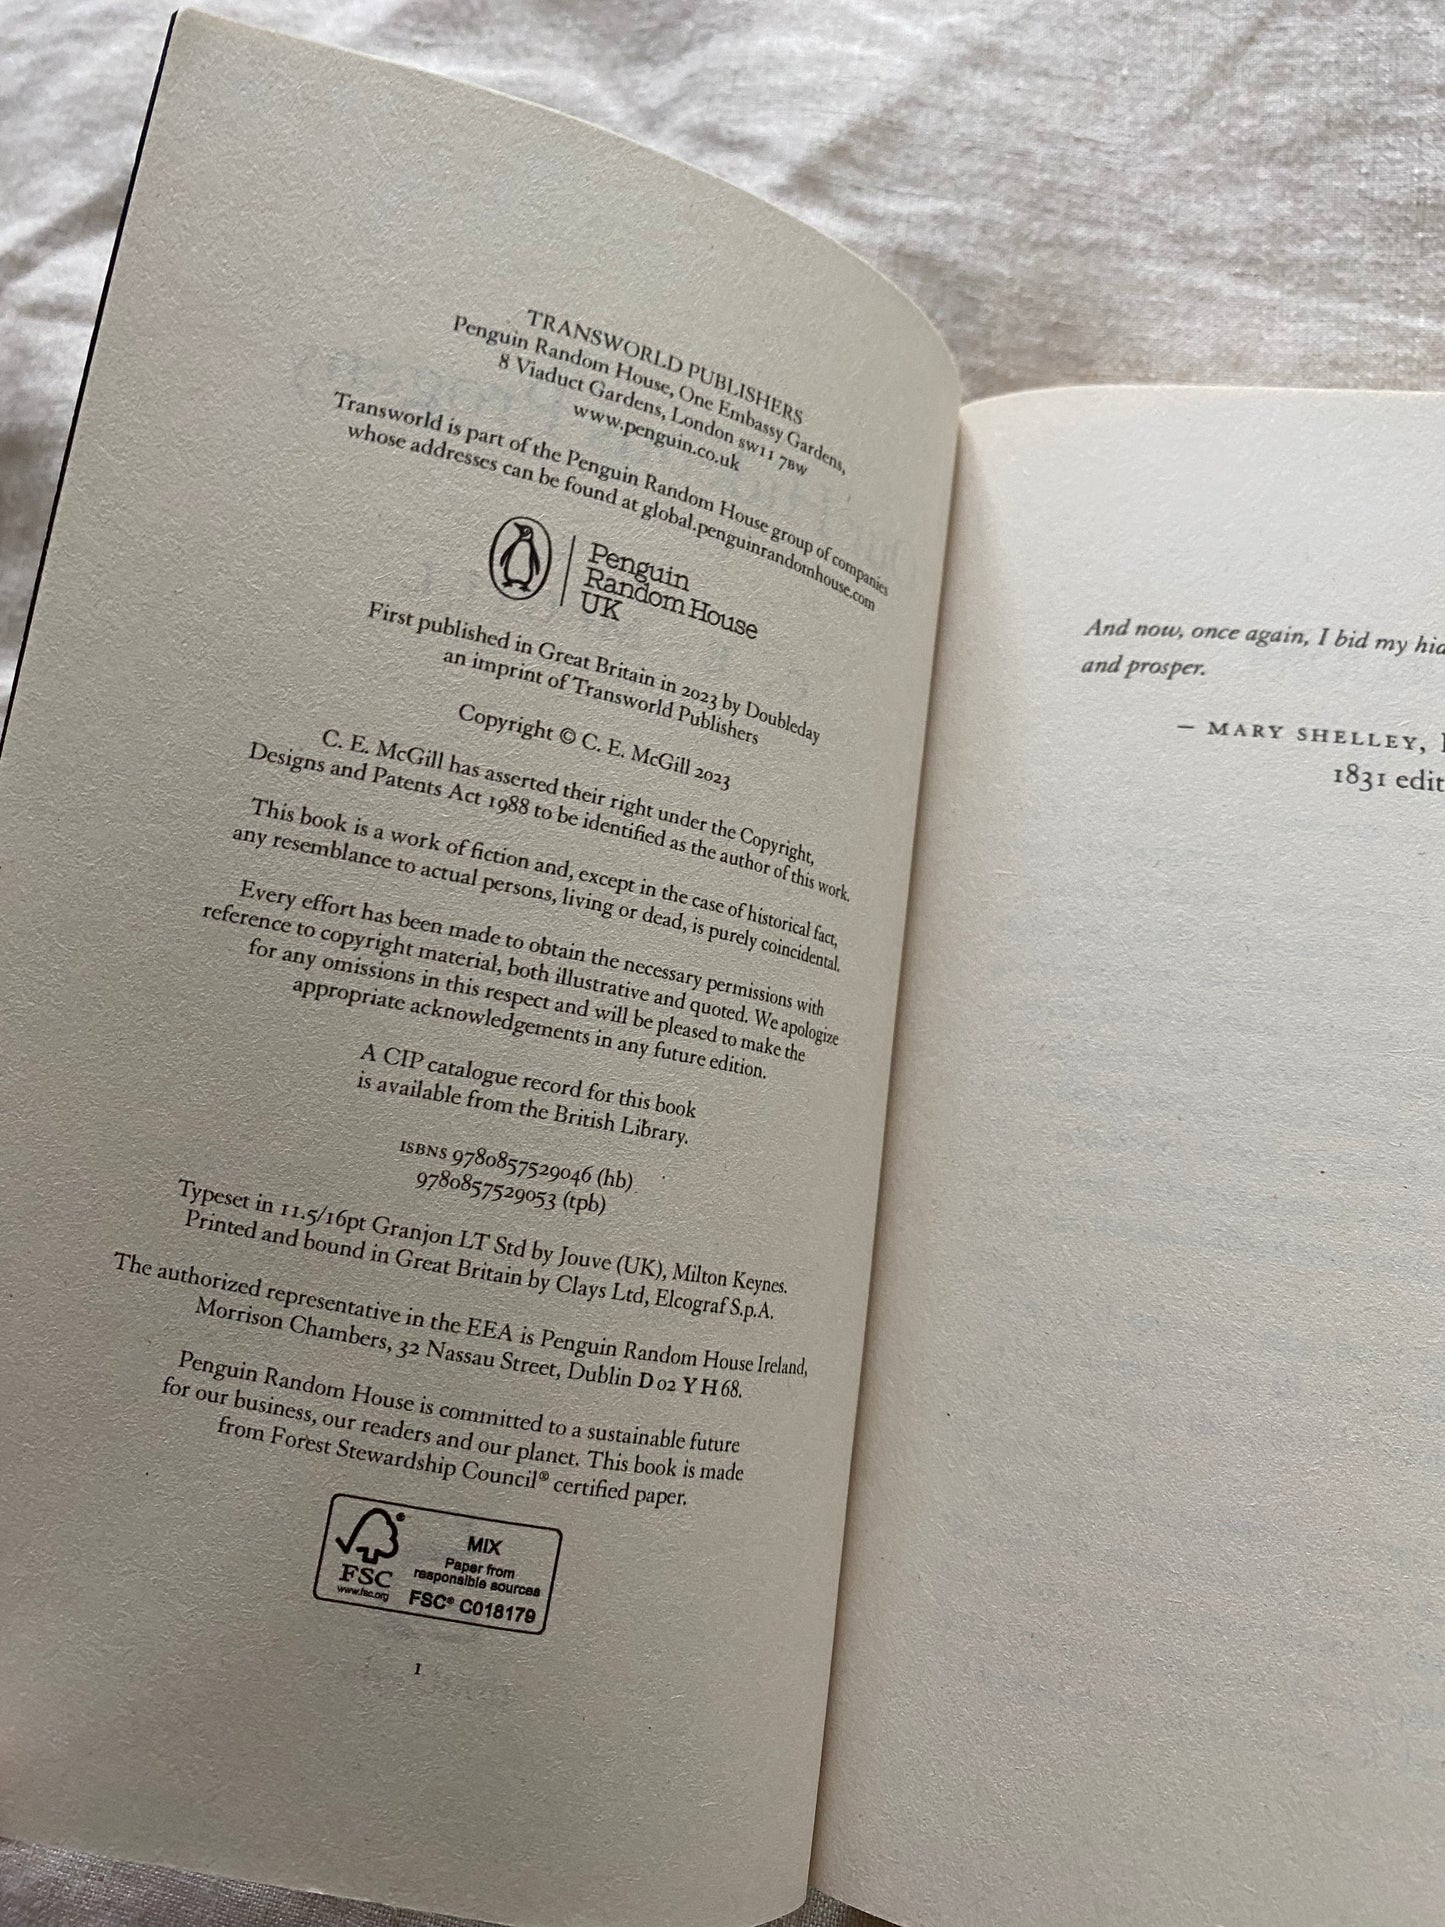 TRANSWORLD PUBLISHERS
Penguin Random House, One Embassy Gardens,
8 Viaduct Gardens, London SW11 7BW
www.penguin.co.uk
Transworld is part of the Penguin Random House group of companies
whose addresses can be found at global.penguinrandomhouse.com
Penguin
Random House
UK
First published in Great Britain in 2023 by Doubleday
an imprint of Transworld Publishers
Copyright © C. E. McGill 2023
C. E. McGill has asserted their right under the Copyright,
Designs and Patents Act 1988 to be identified as the author of this work.
This book is a work of fiction and, except in the case of historical fact,
any resemblance to actual persons, living or dead, is purely coincidental.
Every effort has been made to obtain the necessary permissions with
reference to copyright material, both illustrative and quoted. We apologize
for any omissions in this respect and will be pleased to make the
appropriate acknowledgements in any future edition.
A CIP catalogue record for this book
is available from the British Library.
ISBNS 9780857529046 (hb)
9780857529053 (tpb)
Typeset in 11.5/16pt Granjon LT Std by Jouve (UK), Milton Keynes.
Printed and bound in Great Britain by Clays Ltd, Elcograf S.p.A.
The authorized representative in the EEA is Penguin Random House Ireland,
Morrison Chambers, 32 Nassau Street, Dublin D02 YH68.
Penguin Random House is committed to a sustainable future
for our business, our readers and our planet. This book is made
from Forest Stewardship Council® certified paper.
FSC
www.fsc.org
MIX
Paper from
responsible sources
FSC® C018179
1
And now, once again, I bid my
and prosper.
– MARY SHELLEY,
1831